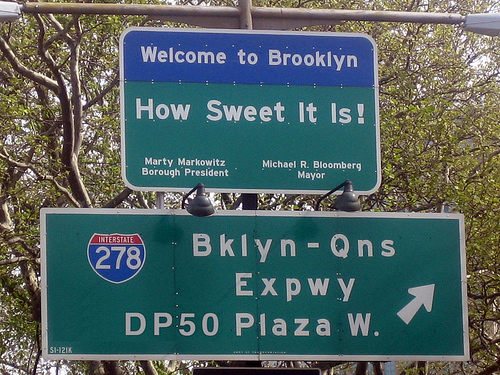 Welcome to Brooklyn
How Sweet It Is!
Marty Markowitz
Borough President
Michael R. Bloomberg
Mayor
INTERSTATE
278
Bklyn-Qns
Expwy
DP50 Plaza W.
S1-121K